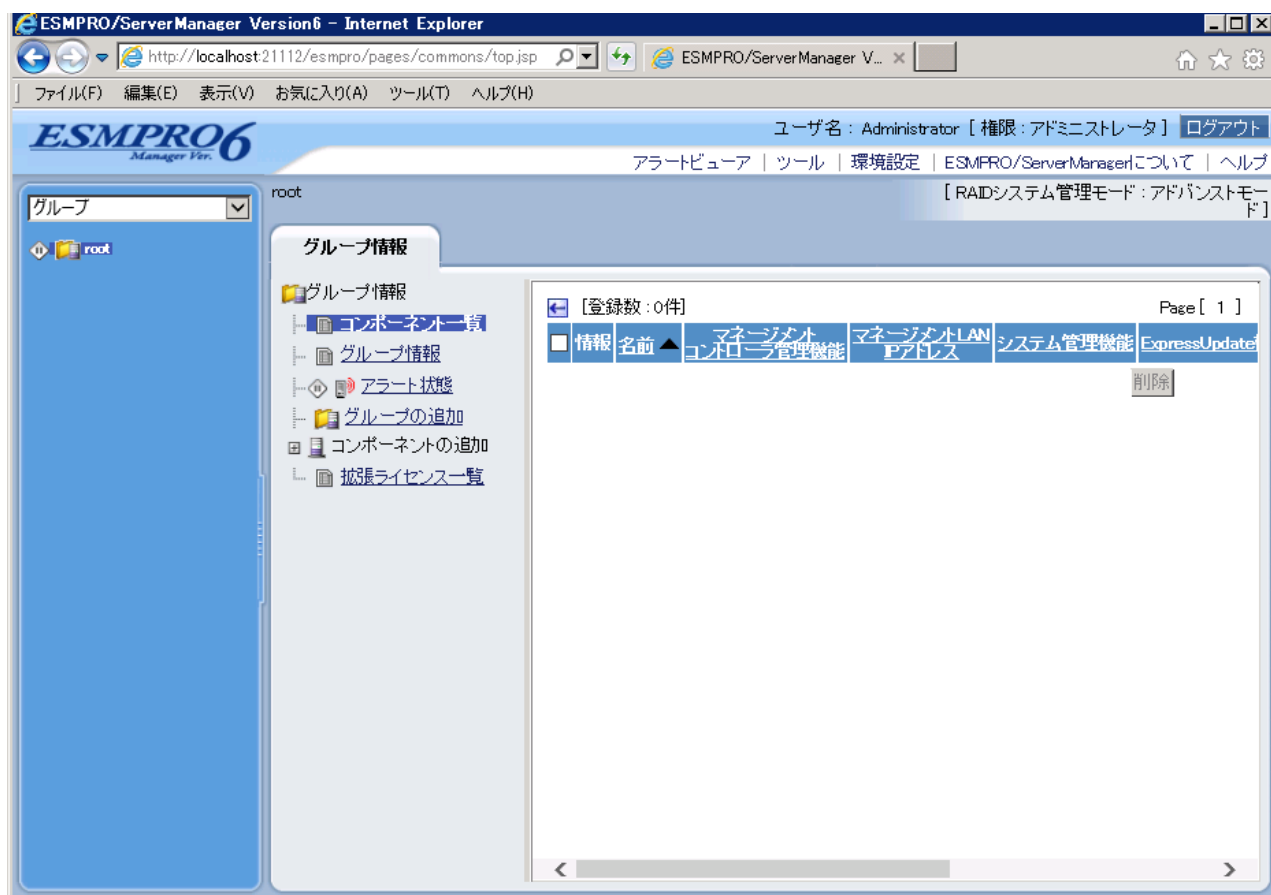 ESMPRO/ServerManager Version6 - Internet Explorer
http://localhost:21112/esmpro/pages/commons/top.jsp
ESMPRO/ServerManager V...
ファイル(F) 編集(E) 表示(V) お気に入り(A) ツール(T) ヘルプ(H)
ESMPRO6
Manager Ver.
ユーザ名 : Administrator [ 権限 : アドミニストレータ ] ログアウト
アラートビューア | ツール | 環境設定 | ESMPRO/ServerManagerについて | ヘルプ
グループ
root
root
[ RAIDシステム管理モード : アドバンストモー
ド ]
グループ情報
グループ情報
コンポーネント一覧
グループ情報
アラート状態
グループの追加
コンポーネントの追加
拡張ライセンス一覧
[登録数 : 0件]
Page [ 1 ]
情報 名前▲ マネージメント コントローラ管理機能 マネージメントLAN IPアドレス システム管理機能 ExpressUpdate
削除